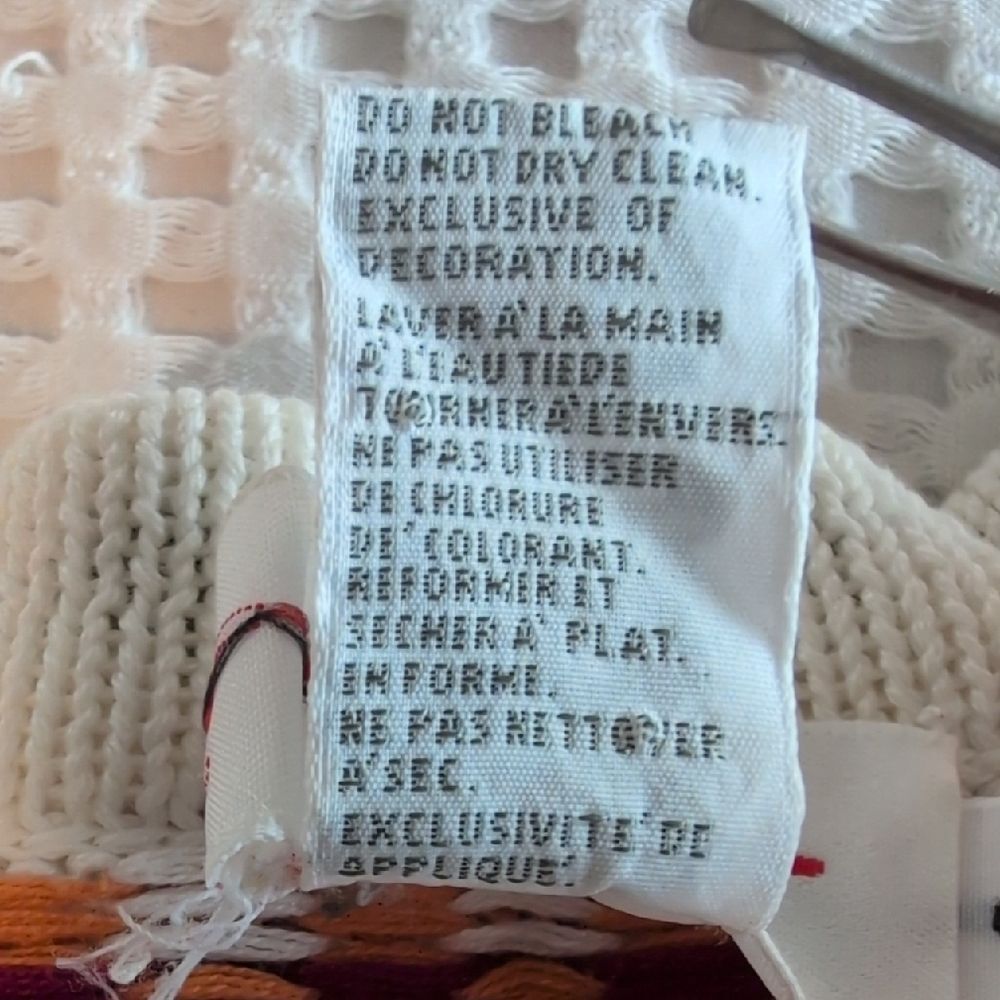 DO NOT BLEACH
DO NOT DRY CLEAN.
EXCLUSIVE OF
DECORATION.
LAVER A' LA MAIN
A' L'EAU TIEDE
RNER A' L'ENVERS.
NE PAS UTILISER
DE CHLORURE
DE' COLORANT.
REFORMER ET
SECHER A' PLAT.
EN FORME.
NE PAS NETTOYER
A' SEC.
EXCLUSIVITE' DE
APPLIQUE'